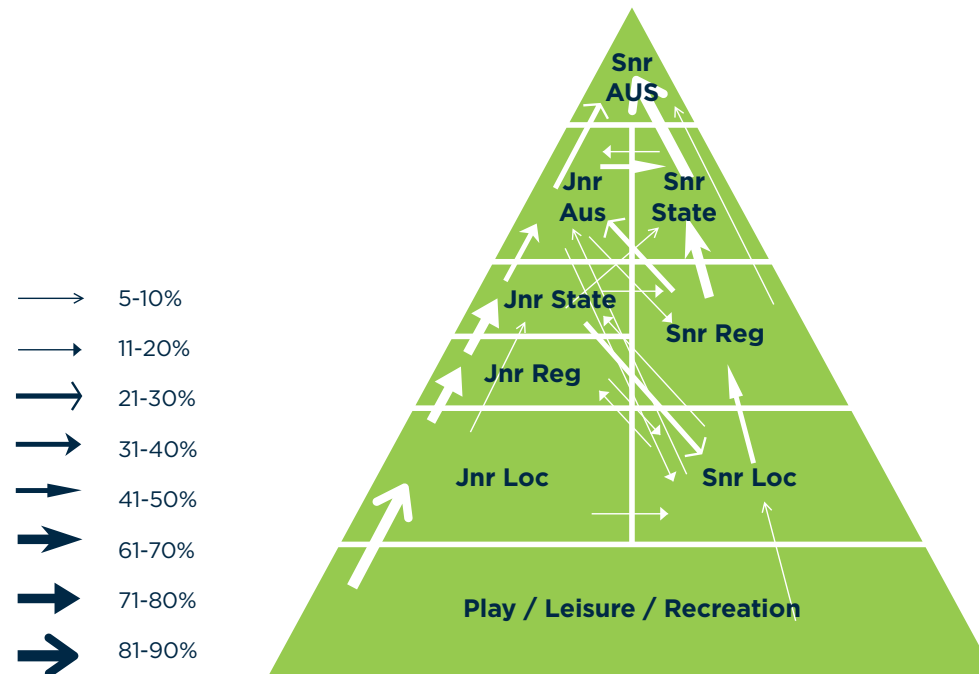 Snr
AUS
Jnr
Aus
Snr
State
Jnr State
Snr Reg
Jnr Reg
Jnr Loc
Snr Loc
Play / Leisure / Recreation
5-10%
11-20%
21-30%
31-40%
41-50%
61-70%
71-80%
81-90%